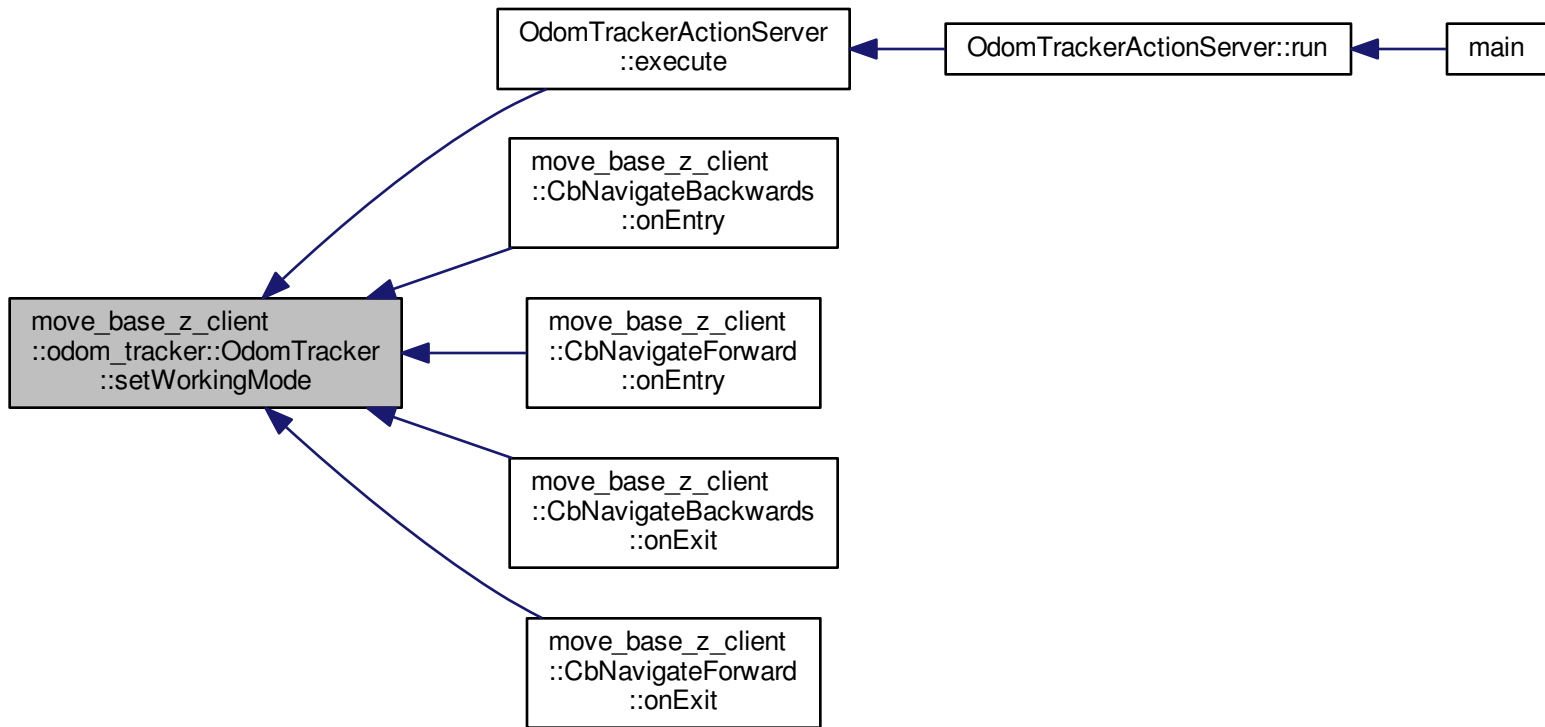 OdomTrackerActionServer
::execute
OdomTrackerActionServer::run
main
move_base_z_client
::CbNavigateBackwards
::onEntry
move_base_z_client
::odom_tracker::OdomTracker
::setWorkingMode
move_base_z_client
::CbNavigateForward
::onEntry
move_base_z_client
::CbNavigateBackwards
::onExit
move_base_z_client
::CbNavigateForward
::onExit